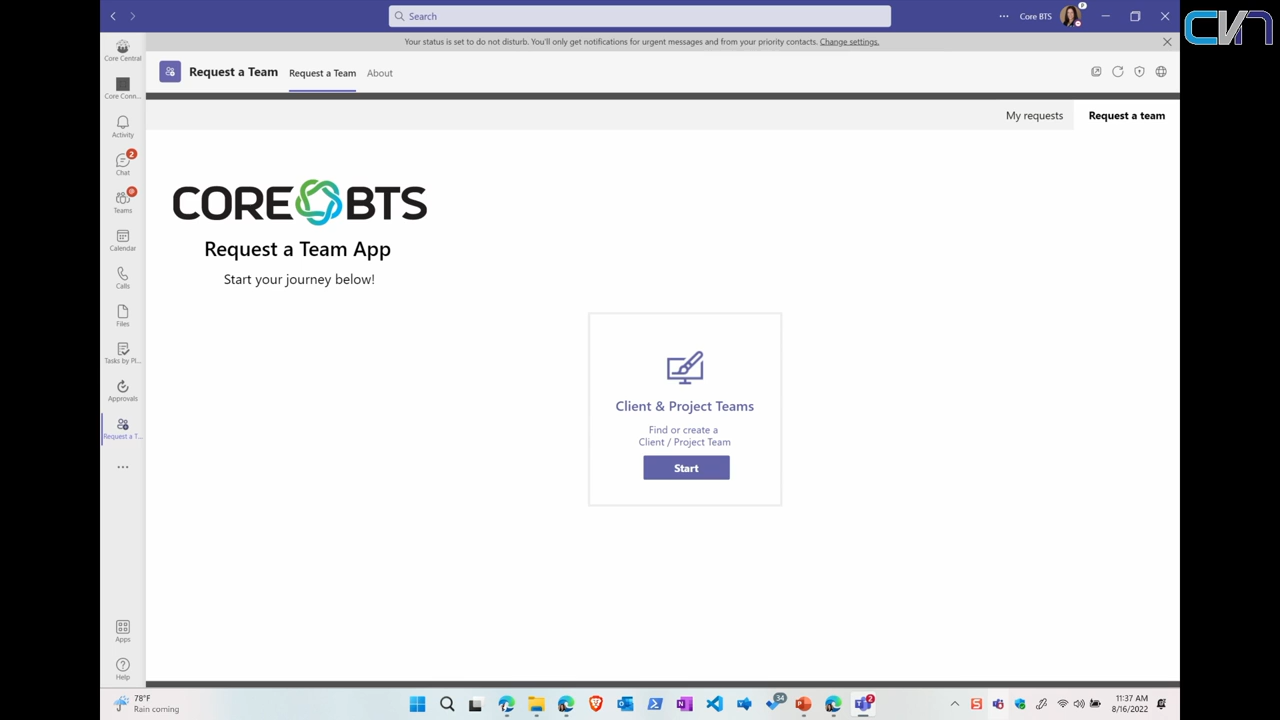 Search
Core BTS
Your status is set to do not disturb. You'll only get notifications for urgent messages and from your priority contacts. Change settings.
CVN
Core Central
Core Conn...
Activity
Chat
2
Teams
Calendar
Calls
Files
Tasks by Pl...
Approvals
Request a T...
Apps
Help
Request a Team
Request a Team
About
My requests
Request a team
CORE BTS
Request a Team App
Start your journey below!
Client & Project Teams
Find or create a
Client / Project Team
Start
78°F
Rain coming
34
2
11:37 AM
8/16/2022